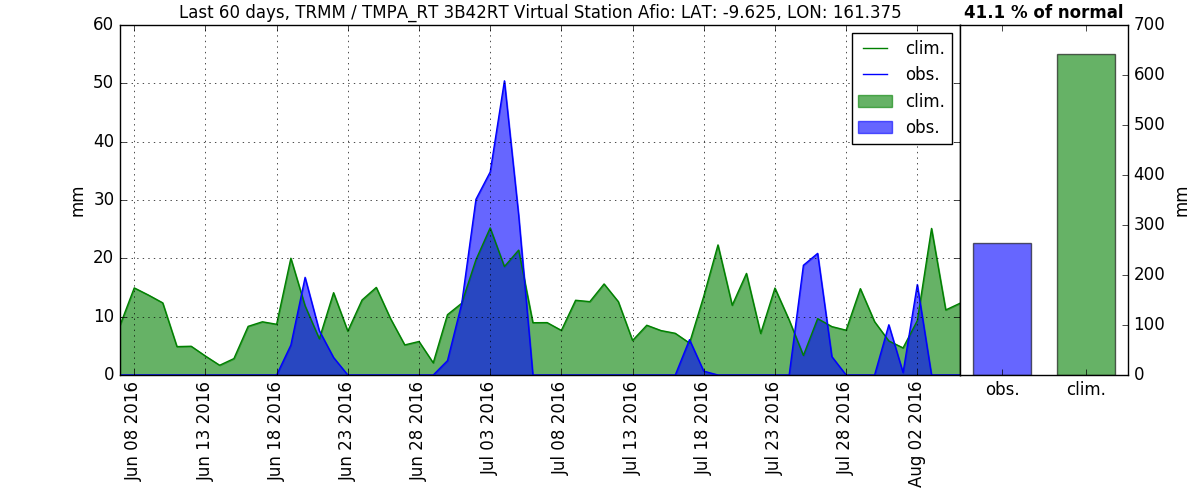 Last 60 days, TRMM / TMPA_RT 3B42RT Virtual Station Afio: LAT: -9.625, LON: 161.375
41.1 % of normal
60
50
40
30
20
10
0
mm
clim.
obs.
clim.
obs.
Jun 08 2016
Jun 13 2016
Jun 18 2016
Jun 23 2016
Jun 28 2016
Jul 03 2016
Jul 08 2016
Jul 13 2016
Jul 18 2016
Jul 23 2016
Jul 28 2016
Aug 02 2016
700
600
500
400
300
200
100
0
mm
obs.
clim.